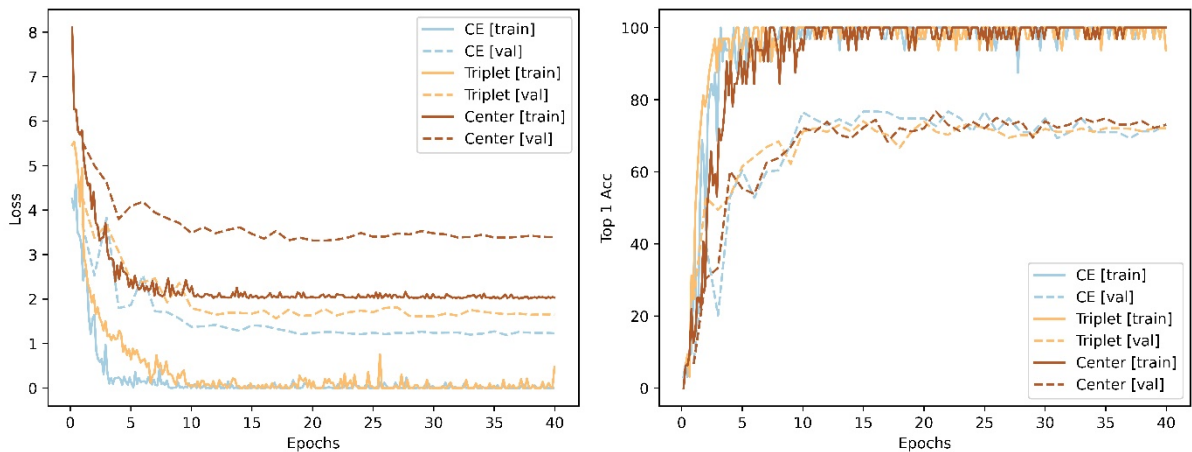 8
7
6
5
4
3
2
1
0
Loss
0 5 10 15 20 25 30 35 40
Epochs
CE [train]
CE [val]
Triplet [train]
Triplet [val]
Center [train]
Center [val]
100
80
60
40
20
0
Top 1 Acc
0 5 10 15 20 25 30 35 40
Epochs
CE [train]
CE [val]
Triplet [train]
Triplet [val]
Center [train]
Center [val]